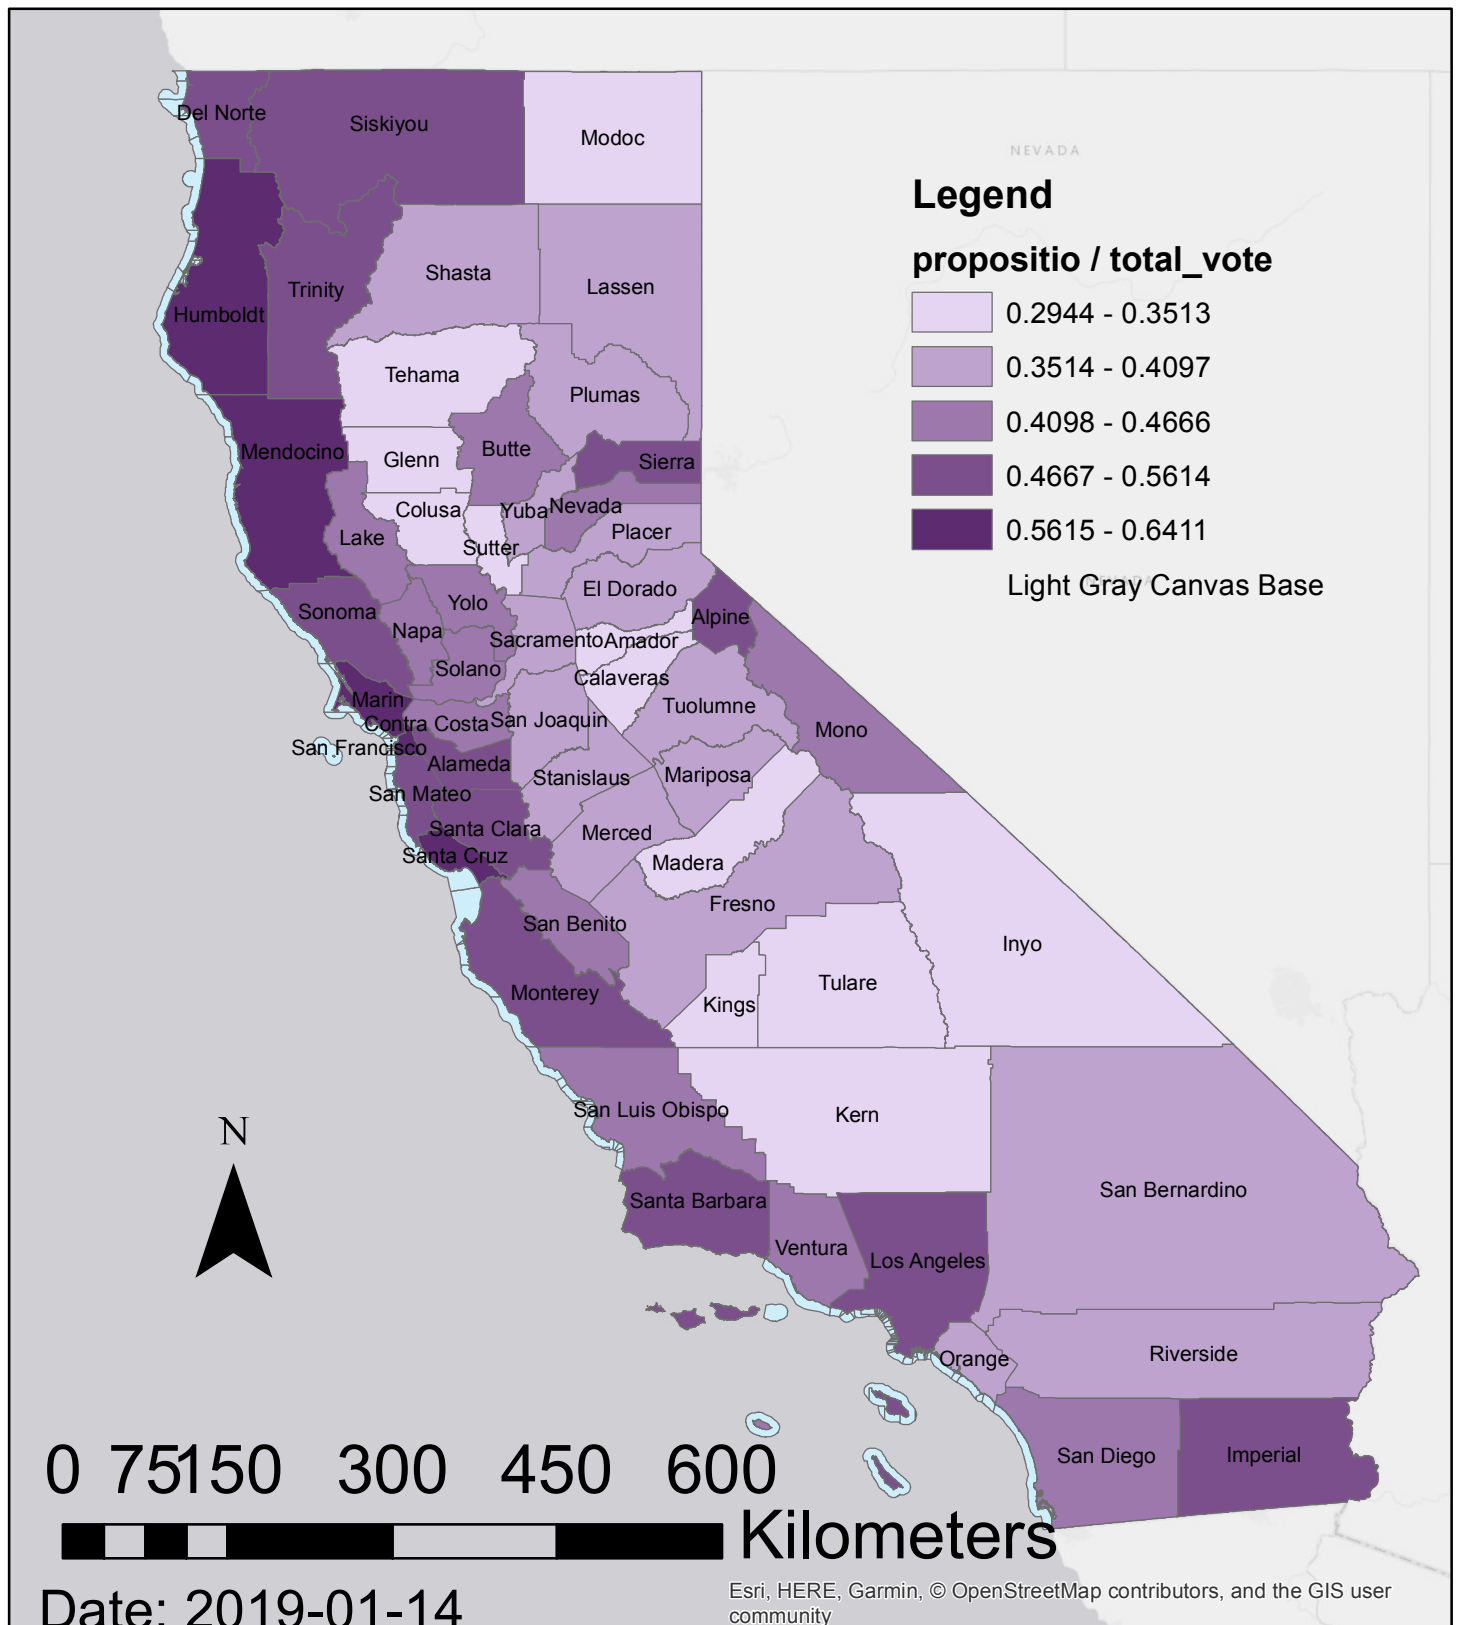 Del Norte
Siskiyou
Modoc
NEVADA
Legend
propositio / total_vote
0.2944 - 0.3513
0.3514 - 0.4097
0.4098 - 0.4666
0.4667 - 0.5614
0.5615 - 0.6411
Light Gray Canvas Base
Shasta
Lassen
Trinity
Humboldt
Tehama
Plumas
Mendocino
Glenn
Butte
Sierra
Colusa
Yuba
Nevada
Lake
Sutter
Placer
El Dorado
Sonoma
Yolo
Napa
Alpine
Sacramento
Amador
Solano
Calaveras
Marin
Tuolumne
Contra Costa
San Joaquin
Mono
San Francisco
Alameda
Stanislaus
Mariposa
San Mateo
Santa Clara
Merced
Santa Cruz
Madera
Fresno
San Benito
Inyo
Monterey
Kings
Tulare
San Luis Obispo
Kern
N
Santa Barbara
San Bernardino
Ventura
Los Angeles
Orange
Riverside
San Diego
Imperial
0 75 150 300 450 600
Kilometers
Date: 2019-01-14
Esri, HERE, Garmin, © OpenStreetMap contributors, and the GIS user
community